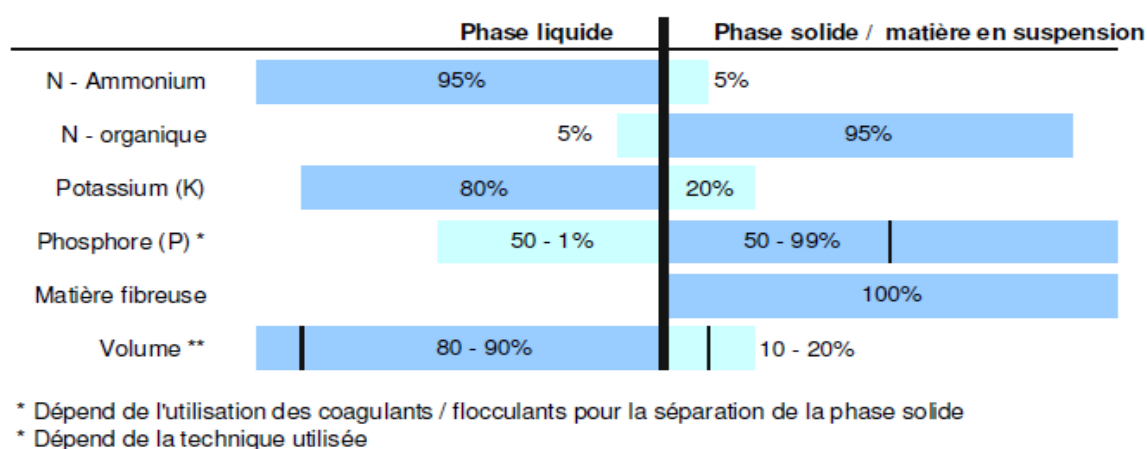 Phase liquide Phase solide / matière en suspension
N - Ammonium 95% 5%
N - organique 5% 95%
Potassium (K) 80% 20%
Phosphore (P) * 50 - 1% 50 - 99%
Matière fibreuse 100%
Volume ** 80 - 90% 10 - 20%
* Dépend de l'utilisation des coagulants / flocculants pour la séparation de la phase solide
* Dépend de la technique utilisée